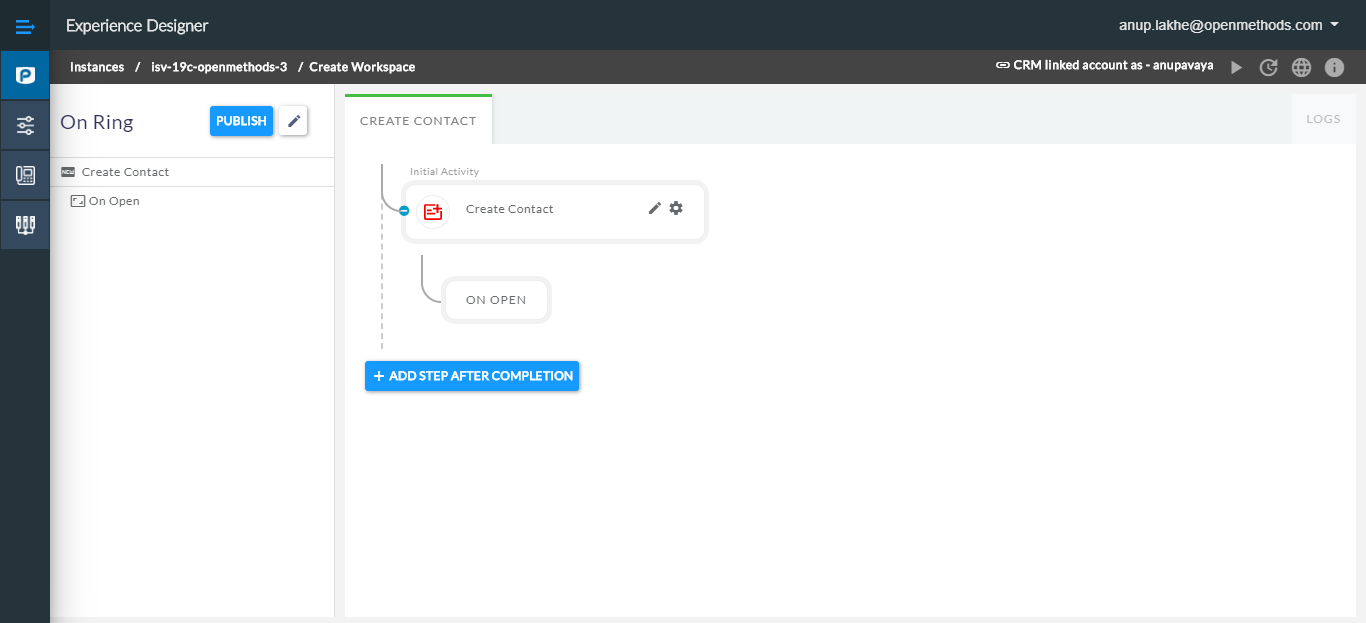 Experience Designer
anup.lakhe@openmethods.com
Instances / isv-19c-openmethods-3 / Create Workspace
CRM linked account as - anupavaya
On Ring
PUBLISH
CREATE CONTACT
LOGS
NEW Create Contact
On Open
Initial Activity
Create Contact
ON OPEN
+ ADD STEP AFTER COMPLETION